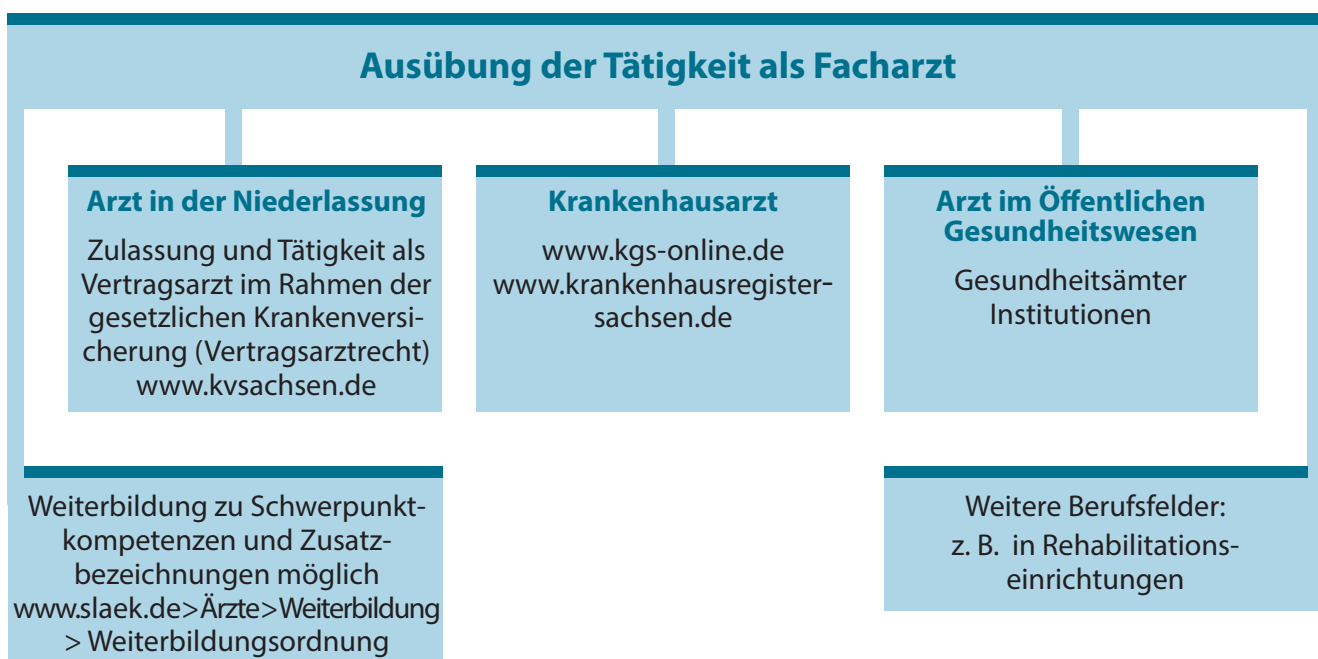 Ausübung der Tätigkeit als Facharzt
Arzt in der Niederlassung
Zulassung und Tätigkeit als
Vertragsarzt im Rahmen der
gesetzlichen Krankenversi-
cherung (Vertragsarztrecht)
www.kvsachsen.de
Krankenhausarzt
www.kgs-online.de
www.krankenhausregister-
sachsen.de
Arzt im Öffentlichen
Gesundheitswesen
Gesundheitsämter
Institutionen
Weiterbildung zu Schwerpunkt-
kompetenzen und Zusatz-
bezeichnungen möglich
www.slaek.de>Ärzte>Weiterbildung
> Weiterbildungsordnung
Weitere Berufsfelder:
z. B. in Rehabilitations-
einrichtungen